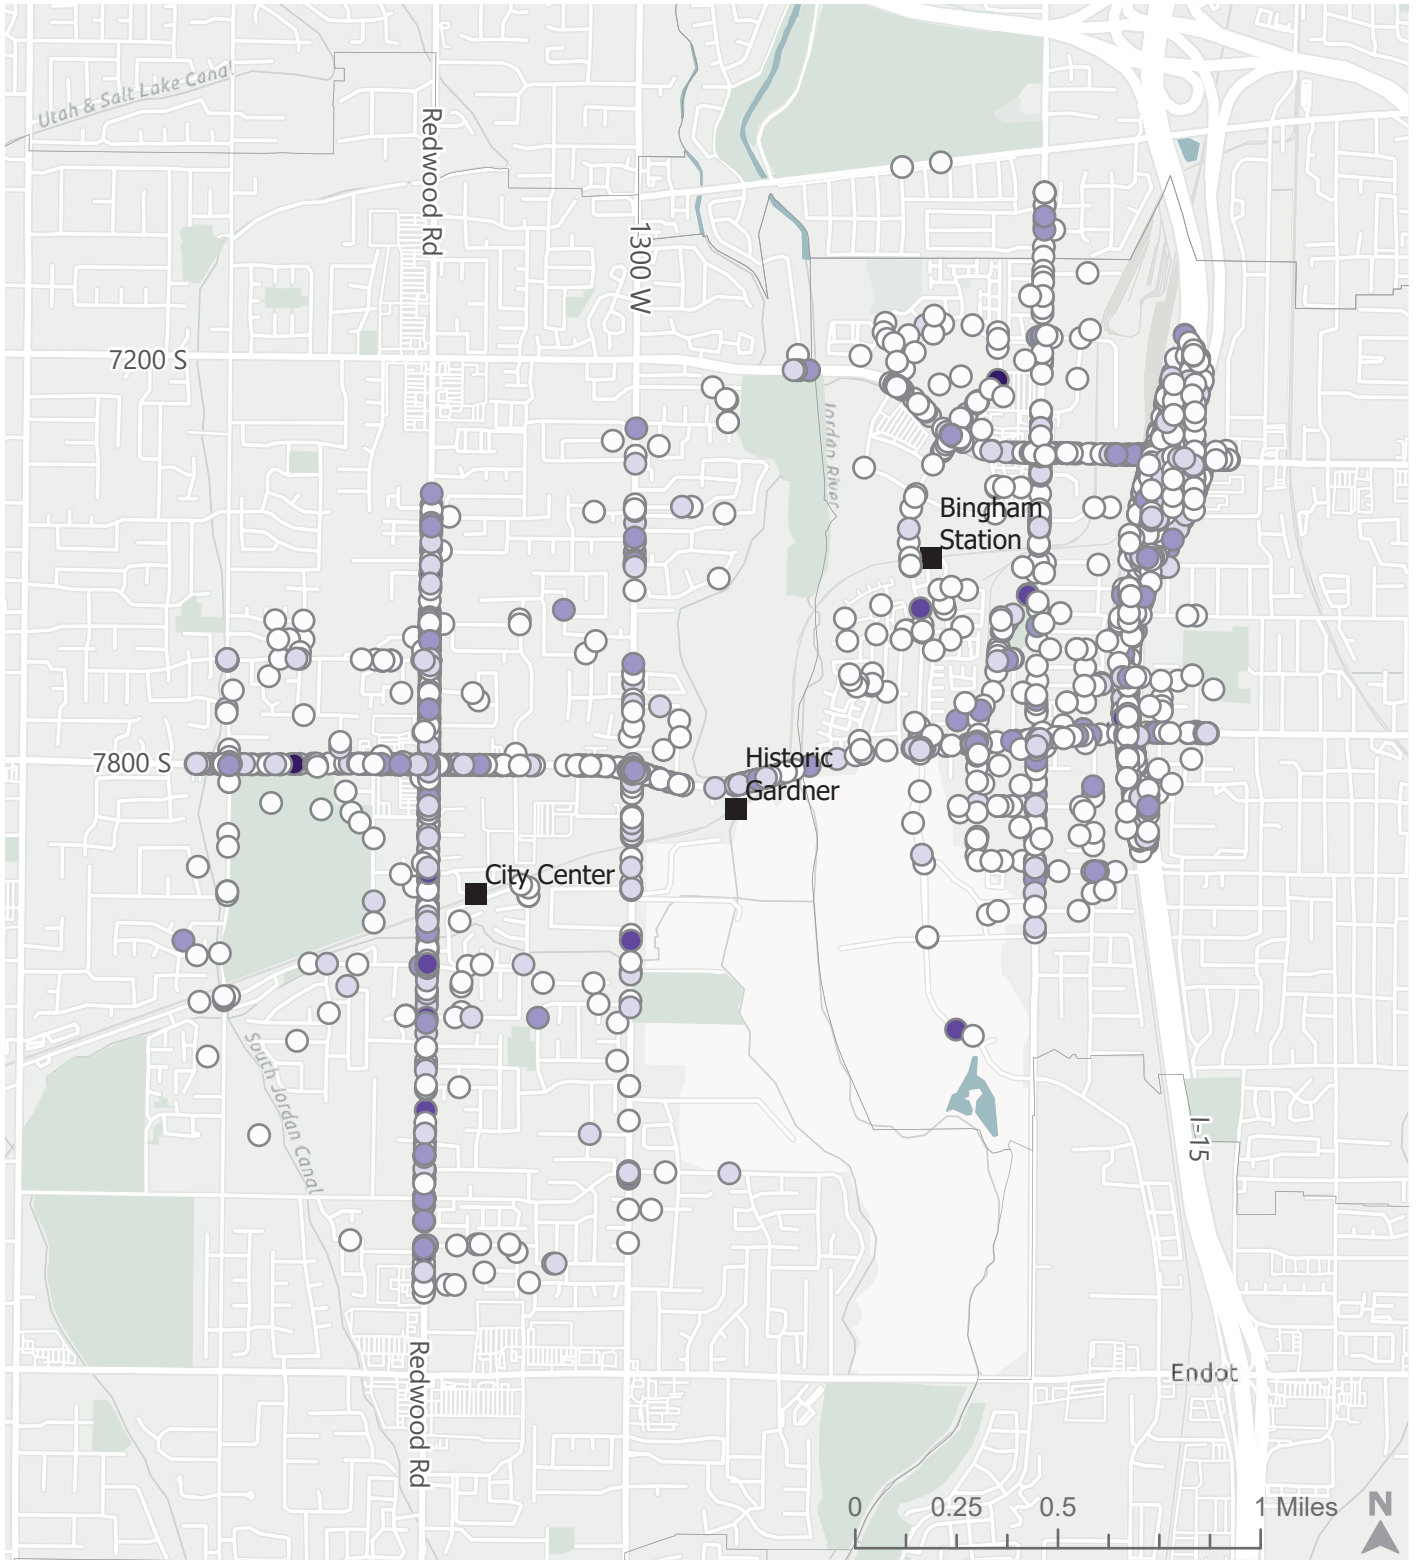 Utah & Salt Lake Canal
Redwood Rd
1300 W
7200 S
Jordan River
Bingham
Station
7800 S
Historic
Gardner
City Center
South Jordan Canal
I-15
Redwood Rd
Endot
0 0.25 0.5 1 Miles
N